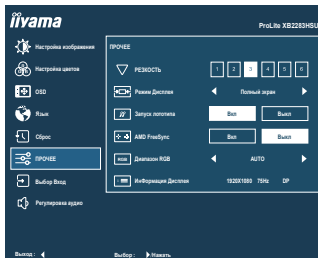 iiyama
ProLite XB2283HSU
Настройка изображения
Настройка цветов
OSD
Язык
Сброс
ПРОЧЕЕ
Выбор Вход
Регулировка аудио
ПРОЧЕЕ
РЕЗКОСТЬ 1 2 3 4 5 6
Режим Дисплея Полный экран
Запуск логотипа Вкл Выкл
AMD FreeSync Вкл Выкл
RGB Диапазон RGB AUTO
ИнФормация Дисплея 1920X1080 75Hz DP
Выход : Выбор : /Нажать